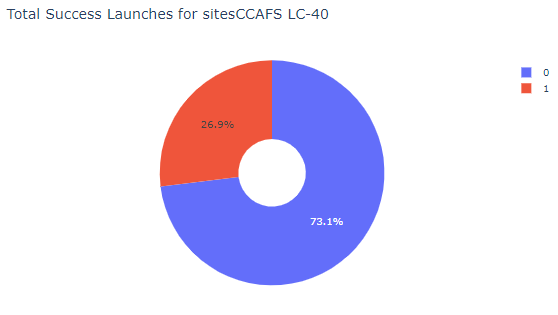 Total Success Launches for sitesCCAFS LC-40
0
1
26.9%
73.1%